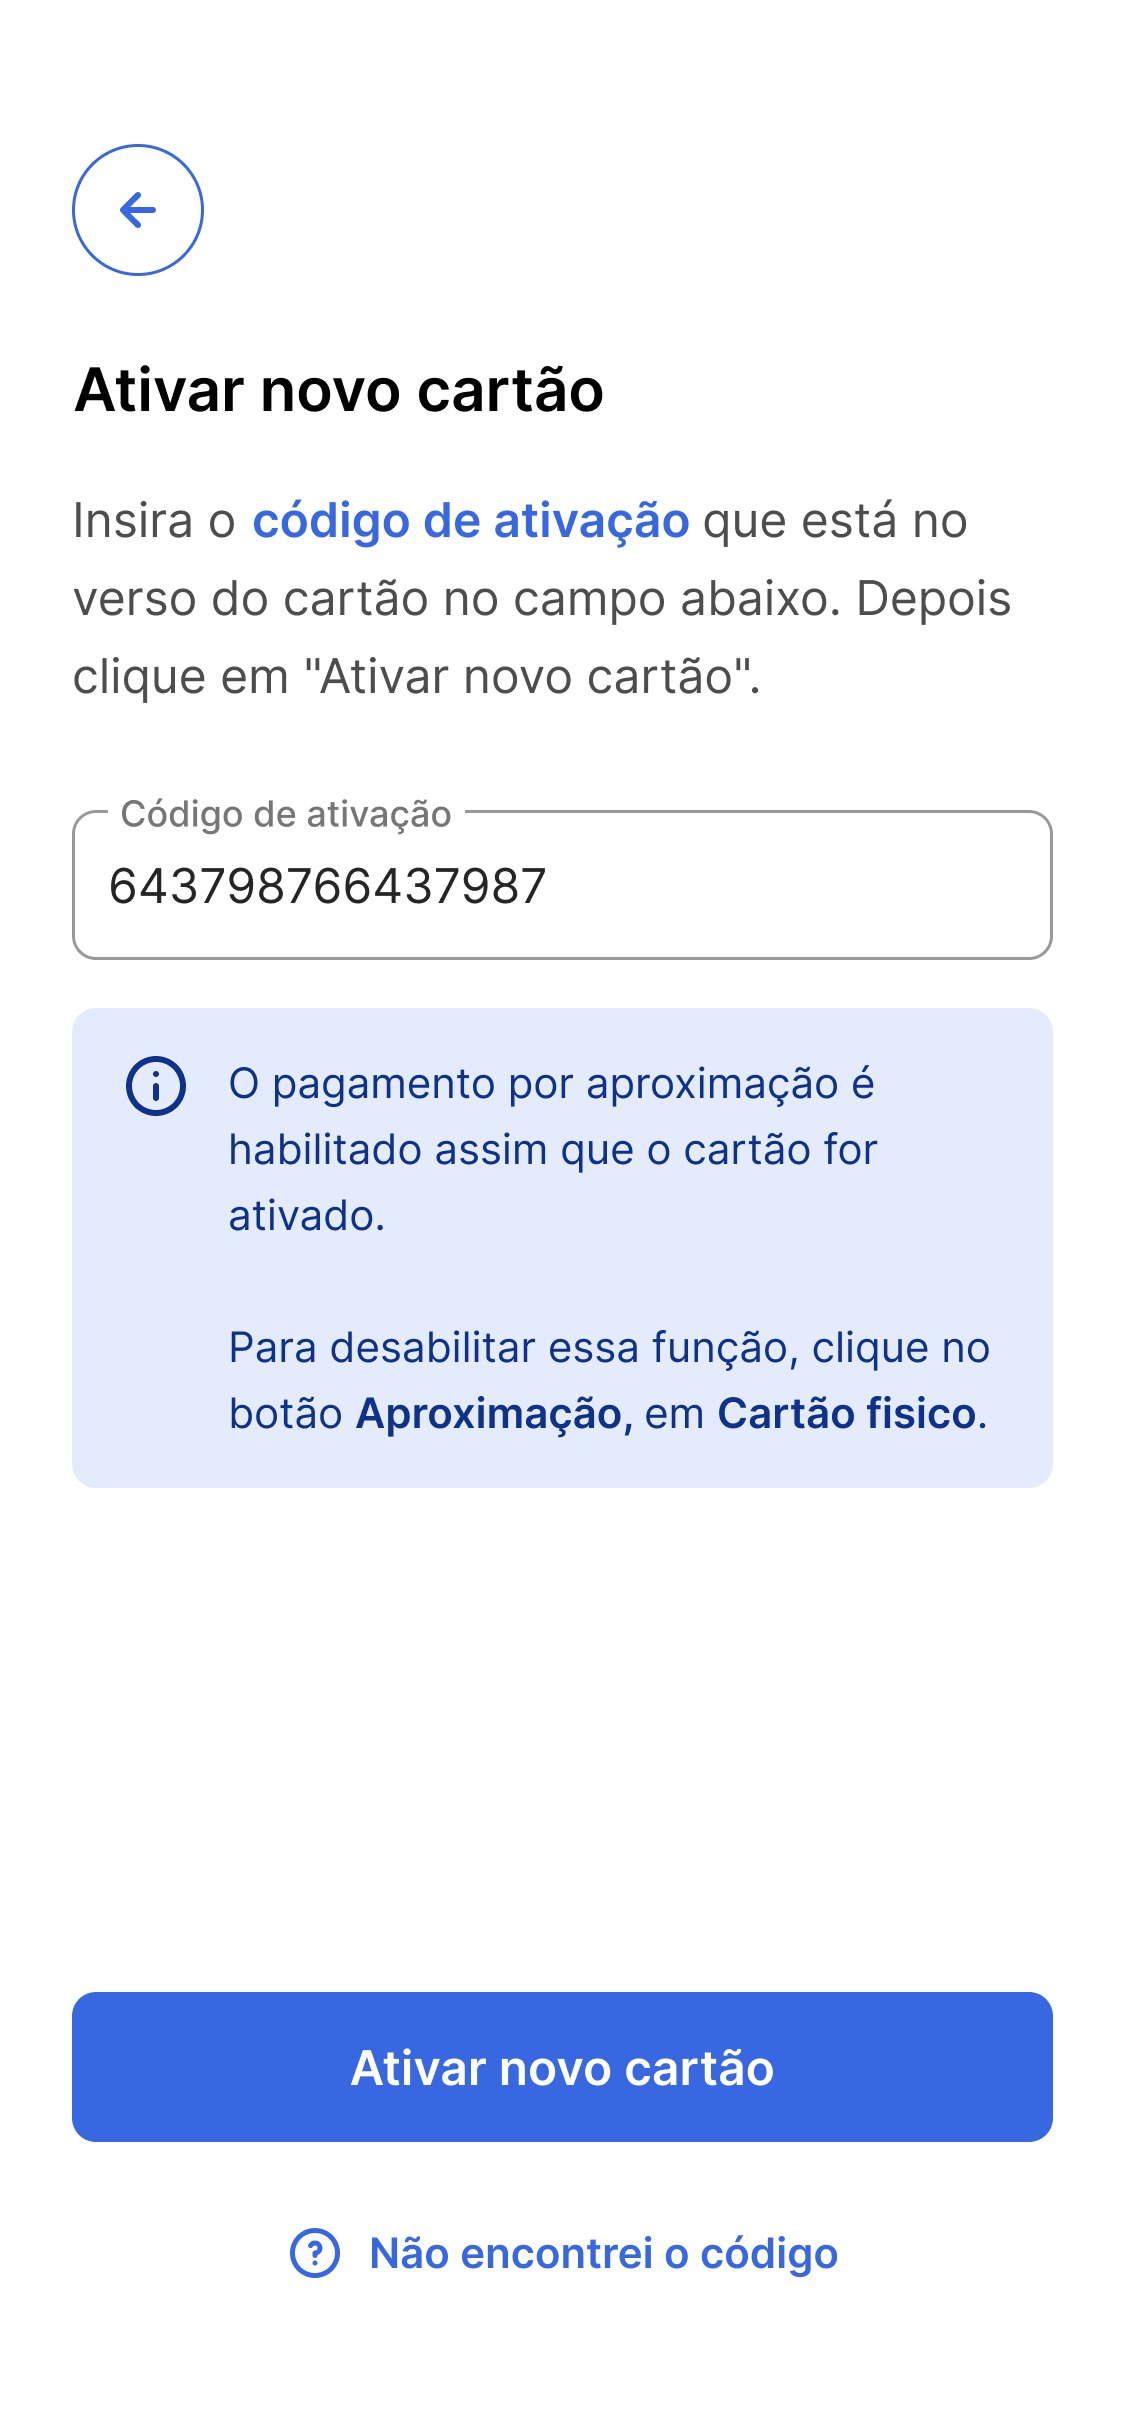 Ativar novo cartão
Insira o código de ativação que está no
verso do cartão no campo abaixo. Depois
clique em "Ativar novo cartão".
Código de ativação
643798766437987
O pagamento por aproximação é
habilitado assim que o cartão for
ativado.
Para desabilitar essa função, clique no
botão Aproximação, em Cartão fisico.
Ativar novo cartão
Não encontrei o código